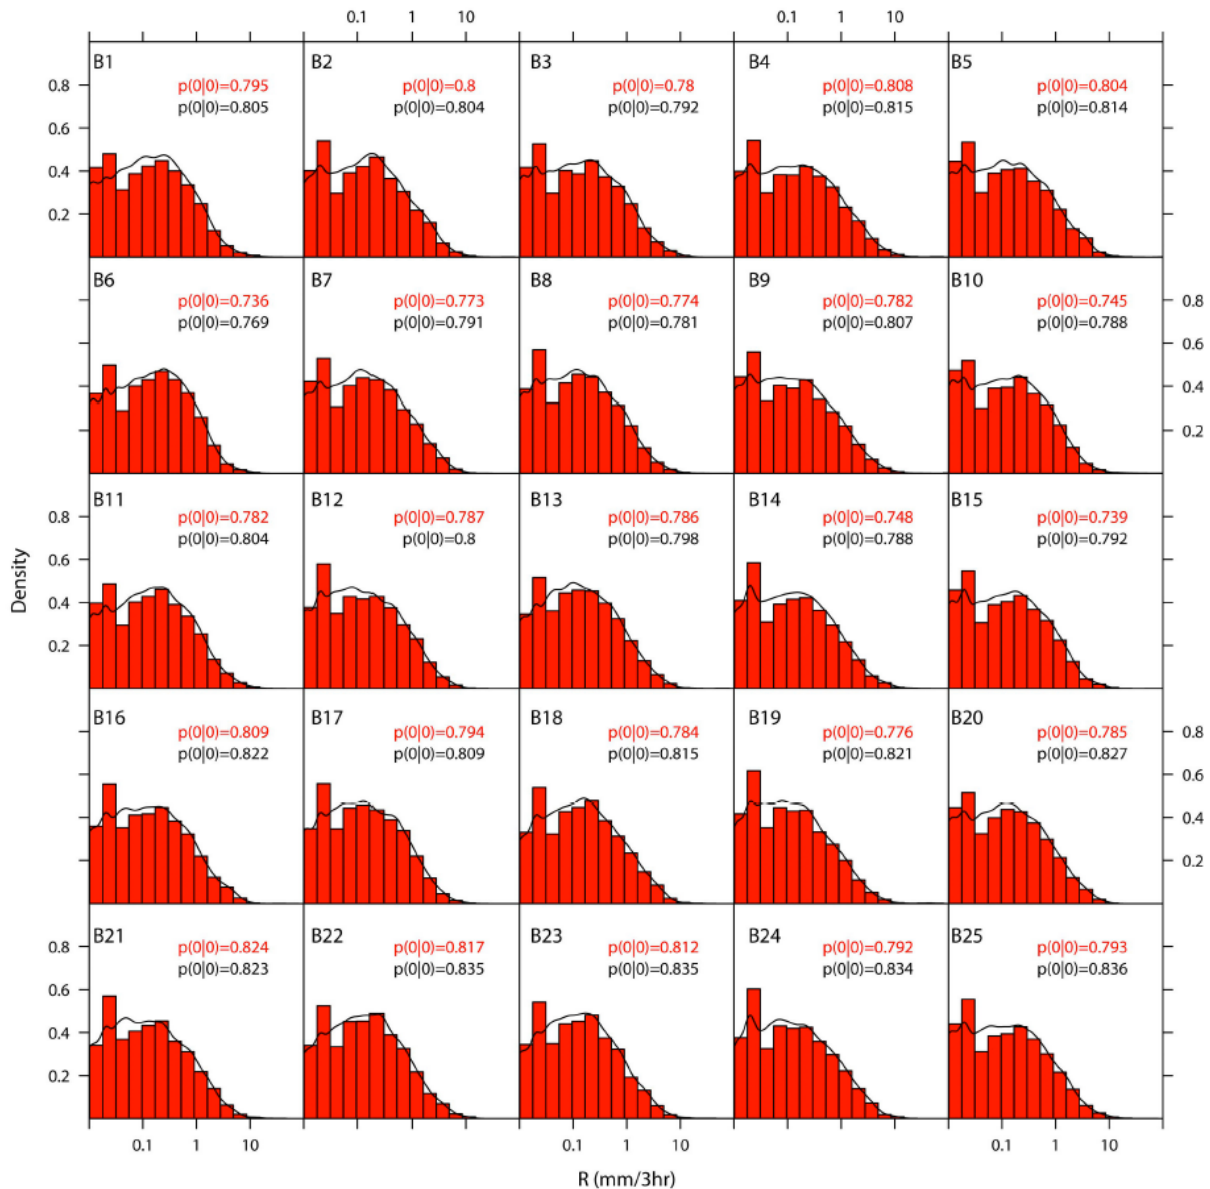 0.1 1 10 0.1 1 10
B1 B2 B3 B4 B5
0.8 p(0|0)=0.795 p(0|0)=0.8 p(0|0)=0.78 p(0|0)=0.808 p(0|0)=0.804
p(0|0)=0.805 p(0|0)=0.804 p(0|0)=0.792 p(0|0)=0.815 p(0|0)=0.814
0.6
0.4
0.2
B6 B7 B8 B9 B10
p(0|0)=0.736 p(0|0)=0.773 p(0|0)=0.774 p(0|0)=0.782 p(0|0)=0.745 0.8
p(0|0)=0.769 p(0|0)=0.791 p(0|0)=0.781 p(0|0)=0.807 p(0|0)=0.788
0.6
0.4
0.2
B11 B12 B13 B14 B15
0.8 p(0|0)=0.782 p(0|0)=0.787 p(0|0)=0.786 p(0|0)=0.748 p(0|0)=0.739
p(0|0)=0.804 p(0|0)=0.8 p(0|0)=0.798 p(0|0)=0.788 p(0|0)=0.792
0.6
Density
0.4
0.2
B16 B17 B18 B19 B20
p(0|0)=0.809 p(0|0)=0.794 p(0|0)=0.784 p(0|0)=0.776 p(0|0)=0.785 0.8
p(0|0)=0.822 p(0|0)=0.809 p(0|0)=0.815 p(0|0)=0.821 p(0|0)=0.827
0.6
0.4
0.2
B21 B22 B23 B24 B25
0.8 p(0|0)=0.824 p(0|0)=0.817 p(0|0)=0.812 p(0|0)=0.792 p(0|0)=0.793
p(0|0)=0.823 p(0|0)=0.835 p(0|0)=0.835 p(0|0)=0.834 p(0|0)=0.836
0.6
0.4
0.2
0.1 1 10 0.1 1 10 0.1 1 10
R (mm/3hr)